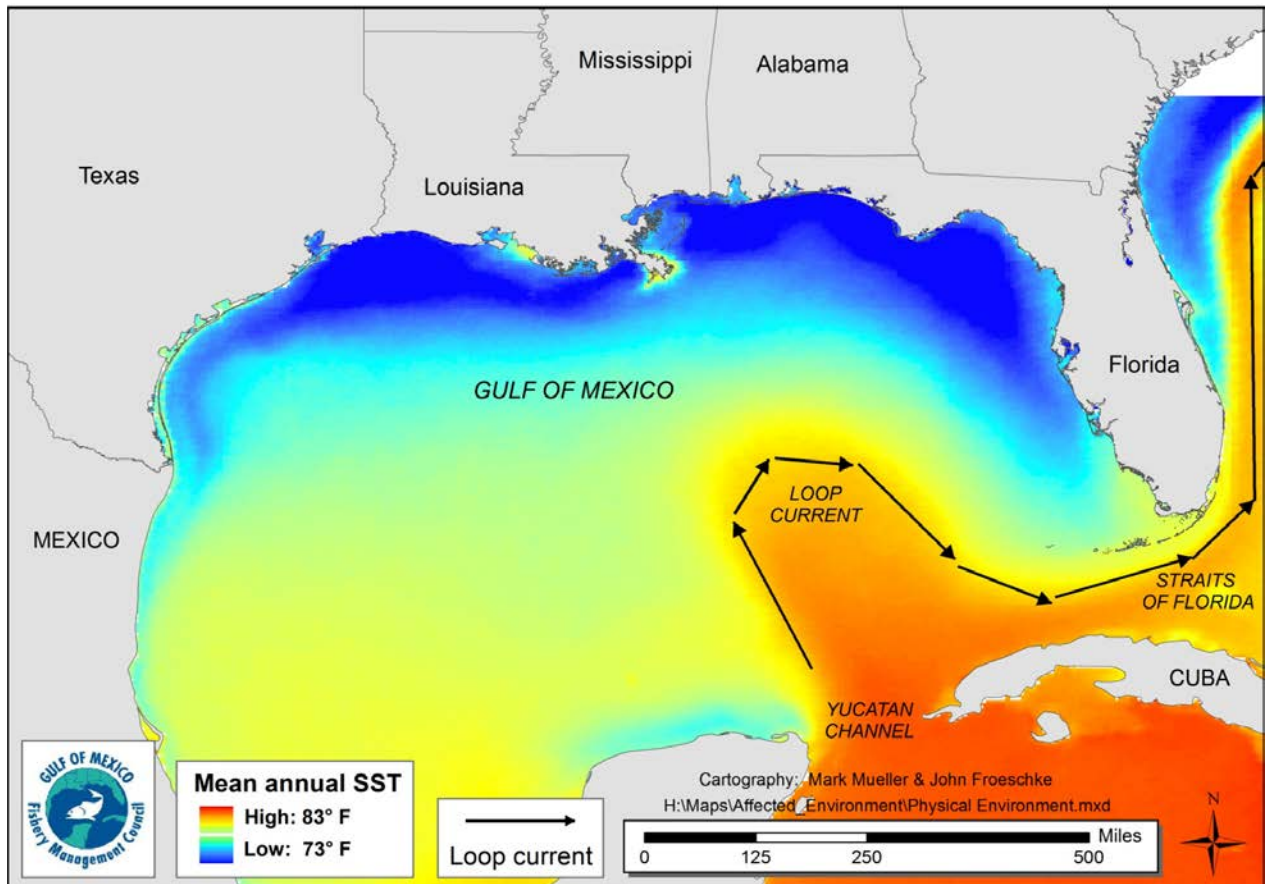 Mississippi
Alabama
Texas
Louisiana
GULF OF MEXICO
Florida
LOOP
CURRENT
MEXICO
STRAITS
OF FLORIDA
CUBA
YUCATAN
CHANNEL
GULF OF MEXICO
Fishery Management Council
Mean annual SST
High: 83° F
Low: 73° F
Loop current
Cartography: Mark Mueller & John Froeschke
H:\Maps\Affected_Environment\Physical Environment.mxd
N
Miles
0 125 250 500